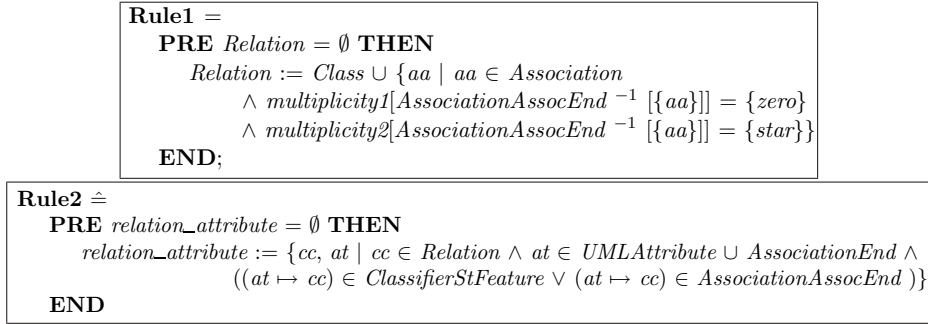 Rule1 =
PRE Relation = ∅ THEN
Relation := Class ∪ {aa | aa ∈ Association
∧ multiplicity1[AssociationAssocEnd ⁻¹ [{aa}]] = {zero}
∧ multiplicity2[AssociationAssocEnd ⁻¹ [{aa}]] = {star}}
END;
Rule2 ≙
PRE relation_attribute = ∅ THEN
relation_attribute := {cc, at | cc ∈ Relation ∧ at ∈ UMLAttribute ∪ AssociationEnd ∧
((at ↦ cc) ∈ ClassifierStFeature ∨ (at ↦ cc) ∈ AssociationAssocEnd )}
END